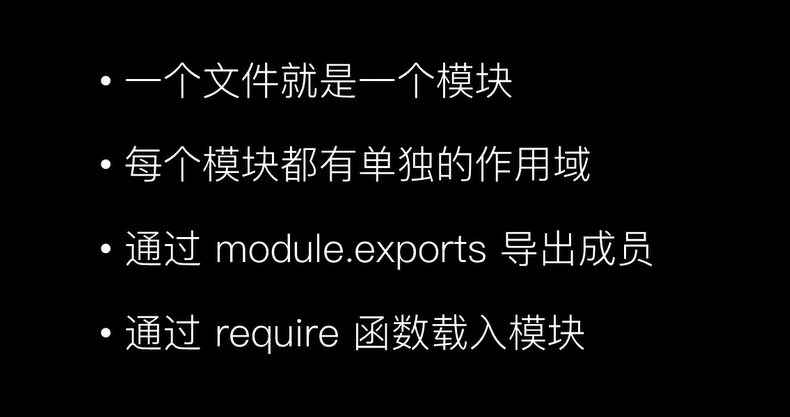 • 一个文件就是一个模块
• 每个模块都有单独的作用域
• 通过 module.exports 导出成员
• 通过 require 函数载入模块